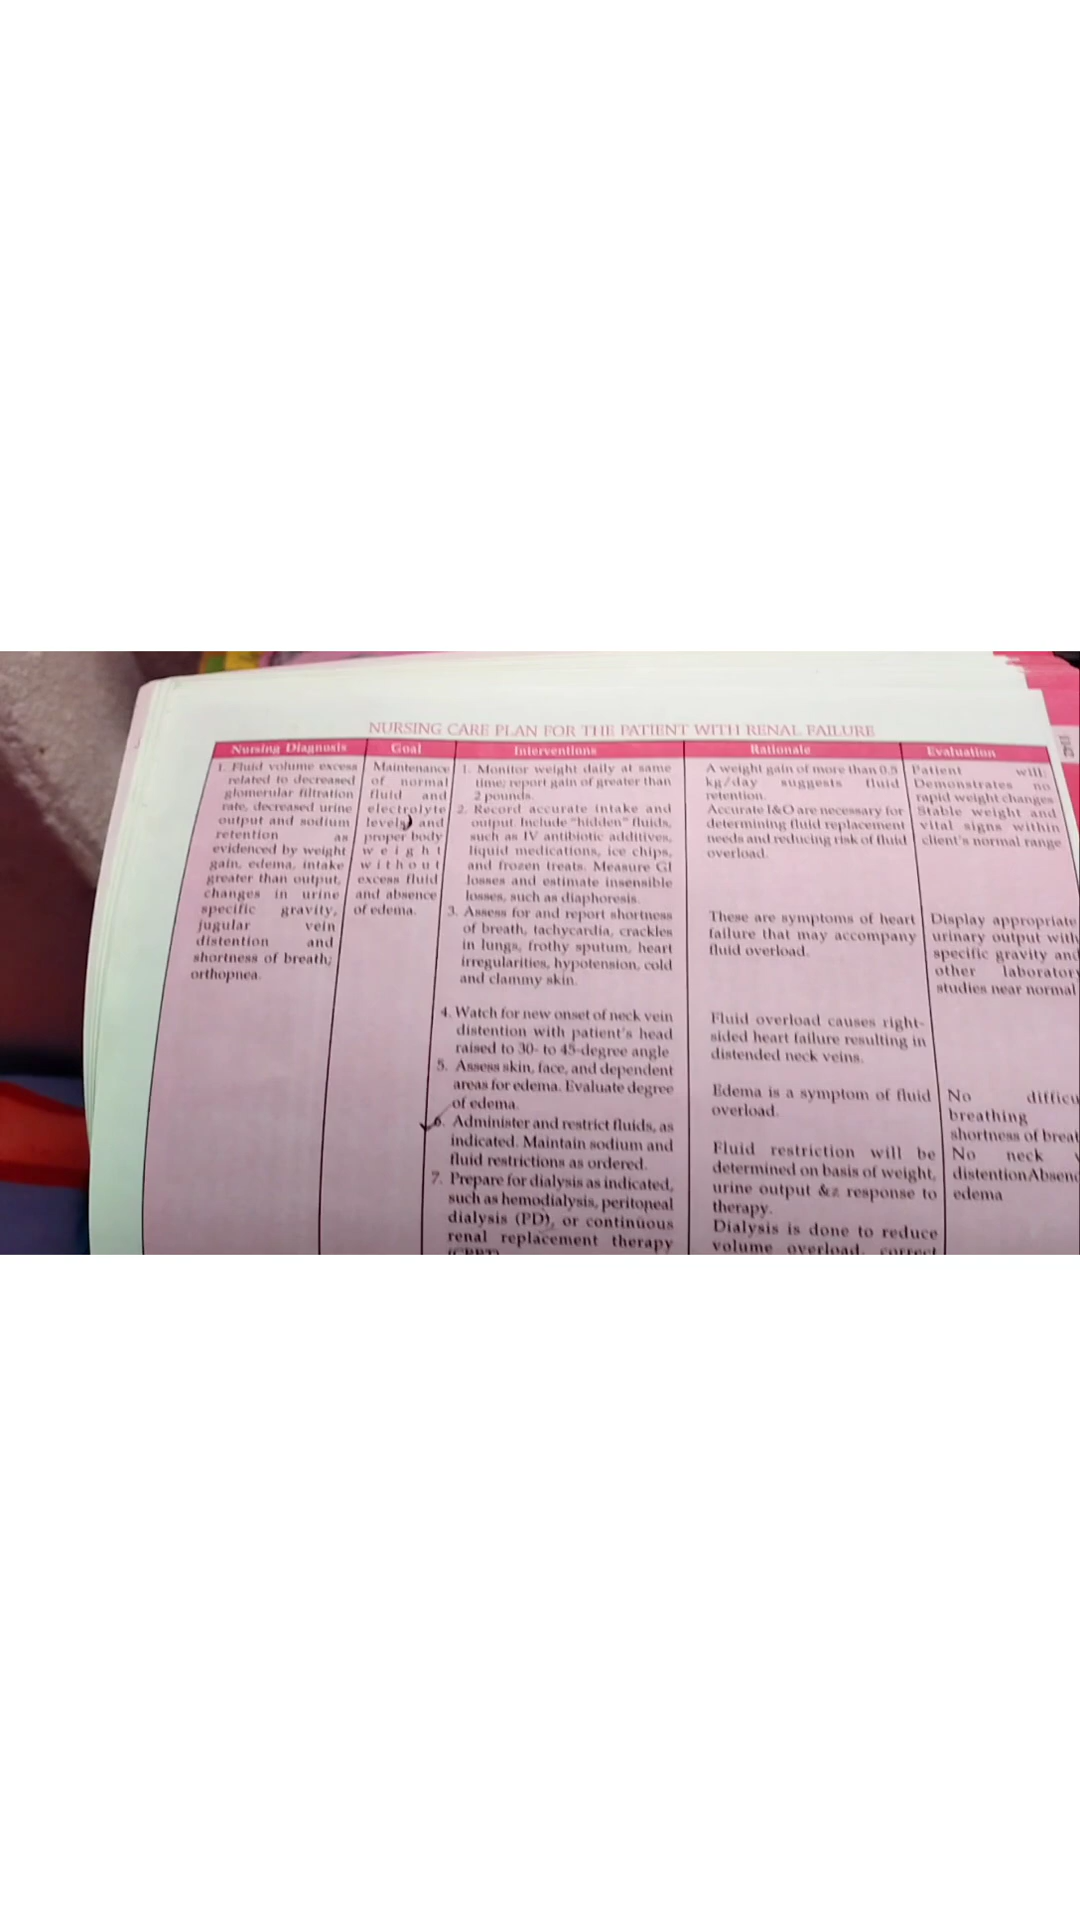 NURSING CARE PLAN FOR THE PATIENT WITH RENAL FAILURE
Nursing Diagnosis
1. Fluid volume excess
related to decreased
glomerular filtration
rate, decreased urine
output and sodium
retention as
evidenced by weight
gain, edema, intake
greater than output,
changes in urine
specific gravity,
jugular vein
distention and
shortness of breath;
orthopnea.
Goal
Maintenance
of normal
fluid and
electrolyte
levels) and
proper body
weight
without
excess fluid
and absence
of edema.
Interventions
1. Monitor weight daily at same
time; report gain of greater than
2 pounds.
2. Record accurate intake and
output. Include "hidden" fluids,
such as IV antibiotic additives,
liquid medications, ice chips,
and frozen treats. Measure GI
losses and estimate insensible
losses, such as diaphoresis.
3. Assess for and report shortness
of breath, tachycardia, crackles
in lungs, frothy sputum, heart
irregularities, hypotension, cold
and clammy skin.
4. Watch for new onset of neck vein
distention with patient's head
raised to 30- to 45-degree angle
5. Assess skin, face, and dependent
areas for edema. Evaluate degree
of edema.
6. Administer and restrict fluids, as
indicated. Maintain sodium and
fluid restrictions as ordered.
7. Prepare for dialysis as indicated,
such as hemodialysis, peritoneal
dialysis (PD), or continuous
renal replacement therapy
Rationale
A weight gain of more than 0.5
kg/day suggests fluid
retention.
Accurate I&O are necessary for
determining fluid replacement
needs and reducing risk of fluid
overload.
These are symptoms of heart
failure that may accompany
fluid overload.
Fluid overload causes right-
sided heart failure resulting in
distended neck veins.
Edema is a symptom of fluid
overload.
Fluid restriction will be
determined on basis of weight,
urine output &z response to
therapy.
Dialysis is done to reduce
volume overload, correct
Evaluation
Patient will:
Demonstrates no
rapid weight changes
Stable weight and
vital signs within
client's normal range
Display appropriate
urinary output with
specific gravity and
other laboratory
studies near normal
No difficu
breathing
shortness of breat
No neck
distentionAbsenc
edema